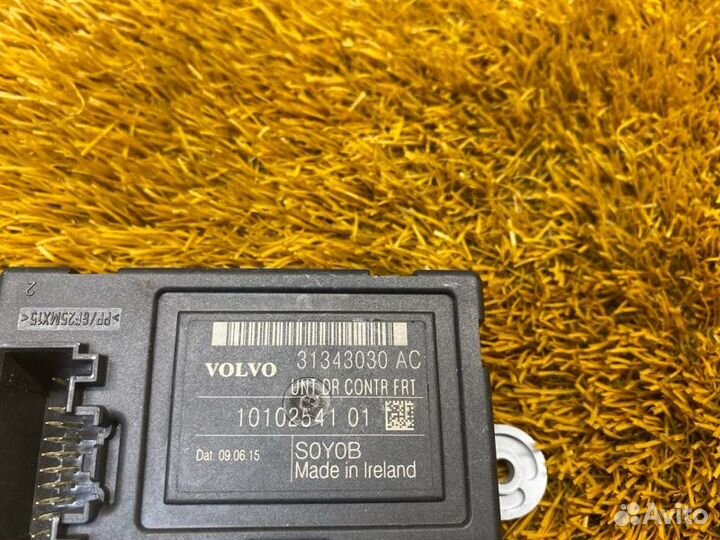 2
>PP/GF25MX15<
VOLVO 31343030 AC
UNT DR CONTR FRT
10102541 01
Dat. 09.06.15 S0Y0B
Made in Ireland
Avito